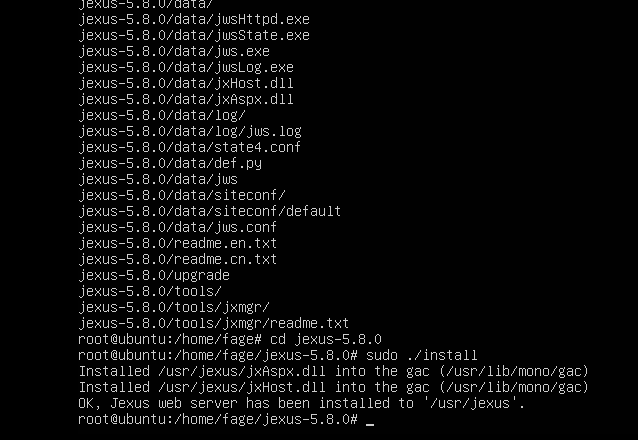 jexus-5.8.0/data/
jexus-5.8.0/data/jwsHttpd.exe
jexus-5.8.0/data/jwsState.exe
jexus-5.8.0/data/jws.exe
jexus-5.8.0/data/jwsLog.exe
jexus-5.8.0/data/jxHost.dll
jexus-5.8.0/data/jxAspx.dll
jexus-5.8.0/data/log/
jexus-5.8.0/data/log/jws.log
jexus-5.8.0/data/state4.conf
jexus-5.8.0/data/def.py
jexus-5.8.0/data/jws
jexus-5.8.0/data/siteconf/
jexus-5.8.0/data/siteconf/default
jexus-5.8.0/data/jws.conf
jexus-5.8.0/readme.en.txt
jexus-5.8.0/readme.cn.txt
jexus-5.8.0/upgrade
jexus-5.8.0/tools/
jexus-5.8.0/tools/jxmgr/
jexus-5.8.0/tools/jxmgr/readme.txt
root@ubuntu:/home/fage# cd jexus-5.8.0
root@ubuntu:/home/fage/jexus-5.8.0# sudo ./install
Installed /usr/jexus/jxAspx.dll into the gac (/usr/lib/mono/gac)
Installed /usr/jexus/jxHost.dll into the gac (/usr/lib/mono/gac)
OK, Jexus web server has been installed to '/usr/jexus'.
root@ubuntu:/home/fage/jexus-5.8.0# _